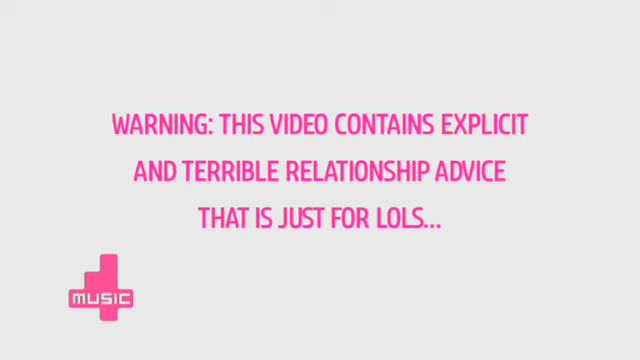 WARNING: THIS VIDEO CONTAINS EXPLICIT
AND TERRIBLE RELATIONSHIP ADVICE
THAT IS JUST FOR LOLS...
MUSIC